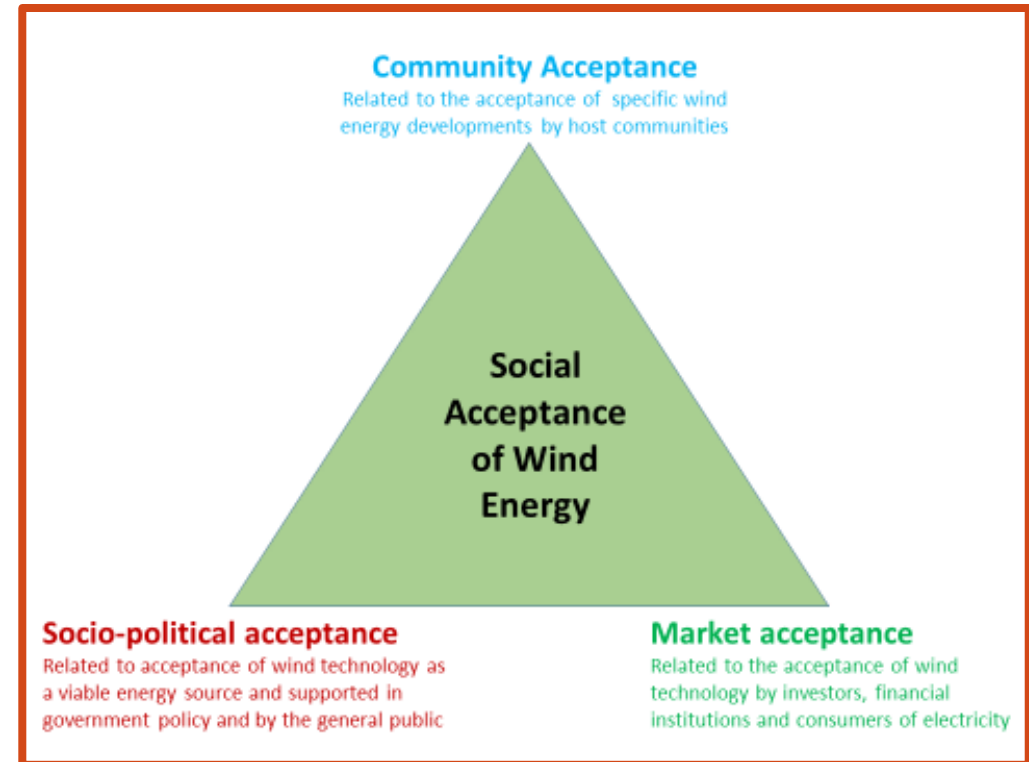 Community Acceptance
Related to the acceptance of specific wind
energy developments by host communities
Social
Acceptance
of Wind
Energy
Socio-political acceptance
Related to acceptance of wind technology as
a viable energy source and supported in
government policy and by the general public
Market acceptance
Related to the acceptance of wind
technology by investors, financial
institutions and consumers of electricity